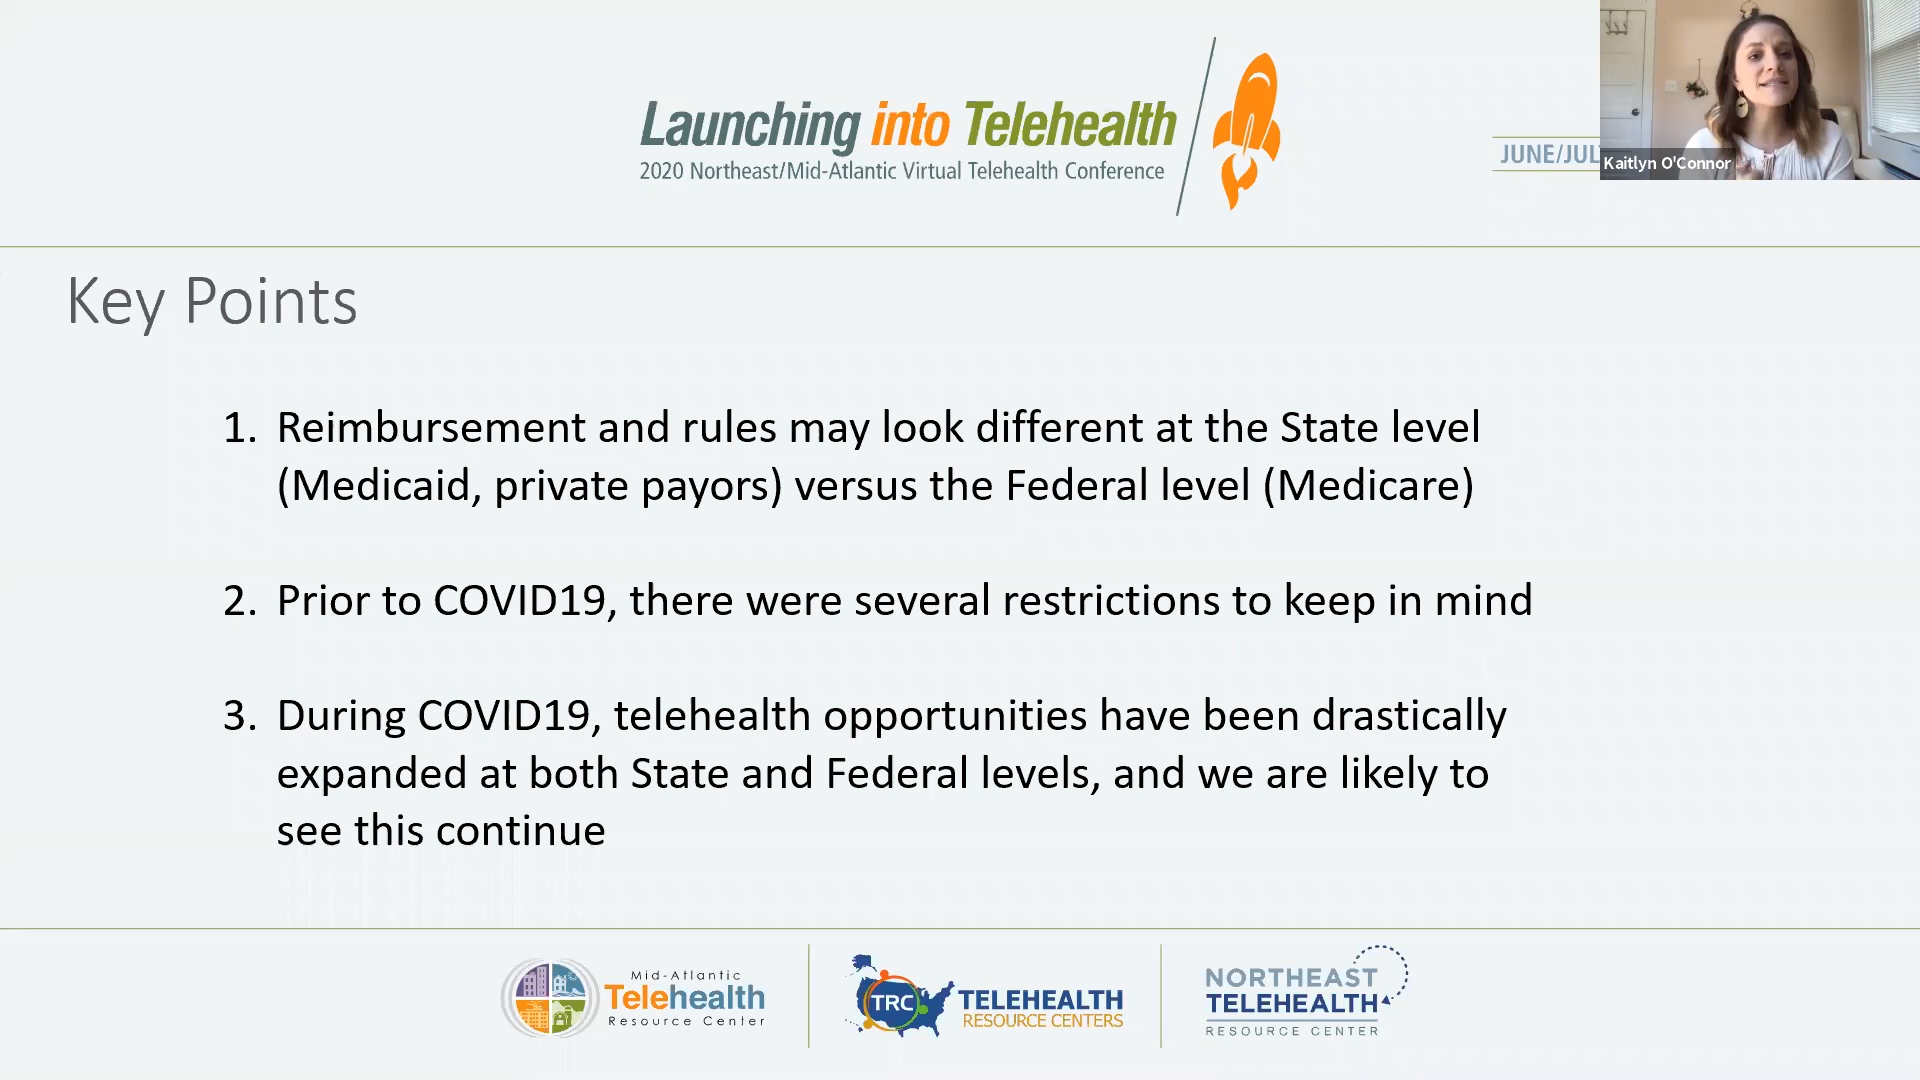 Launching into Telehealth
2020 Northeast/Mid-Atlantic Virtual Telehealth Conference
JUNE/JUL
Kaitlyn O'Connor
Key Points
1. Reimbursement and rules may look different at the State level
(Medicaid, private payors) versus the Federal level (Medicare)
2. Prior to COVID19, there were several restrictions to keep in mind
3. During COVID19, telehealth opportunities have been drastically
expanded at both State and Federal levels, and we are likely to
see this continue
Mid-Atlantic
Telehealth
Resource Center
TRC
TELEHEALTH
RESOURCE CENTERS
NORTHEAST
TELEHEALTH
RESOURCE CENTER